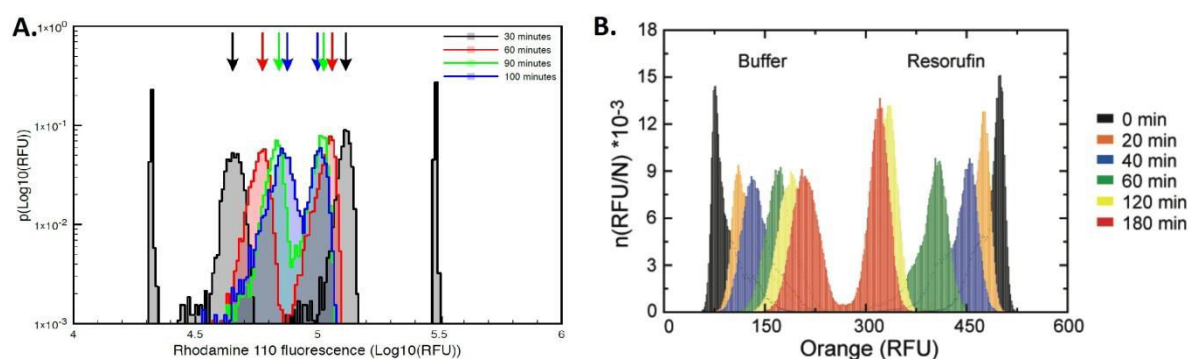 A.
1x10^0
1x10^-1
1x10^-2
1x10^-3
p(Log10(RFU))
4
4.5
5
5.5
6
Rhodamine 110 fluorescence (Log10(RFU))
30 minutes
60 minutes
90 minutes
100 minutes
B.
18
15
12
9
6
3
0
n(RFU/N) *10^-3
Buffer
Resorufin
0 150 300 450 600
Orange (RFU)
0 min
20 min
40 min
60 min
120 min
180 min